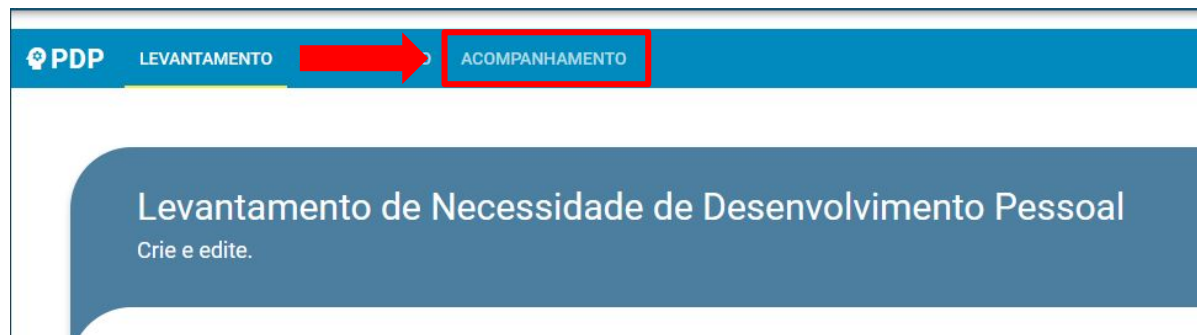 PDP LEVANTAMENTO ACOMPANHAMENTO
Levantamento de Necessidade de Desenvolvimento Pessoal
Crie e edite.